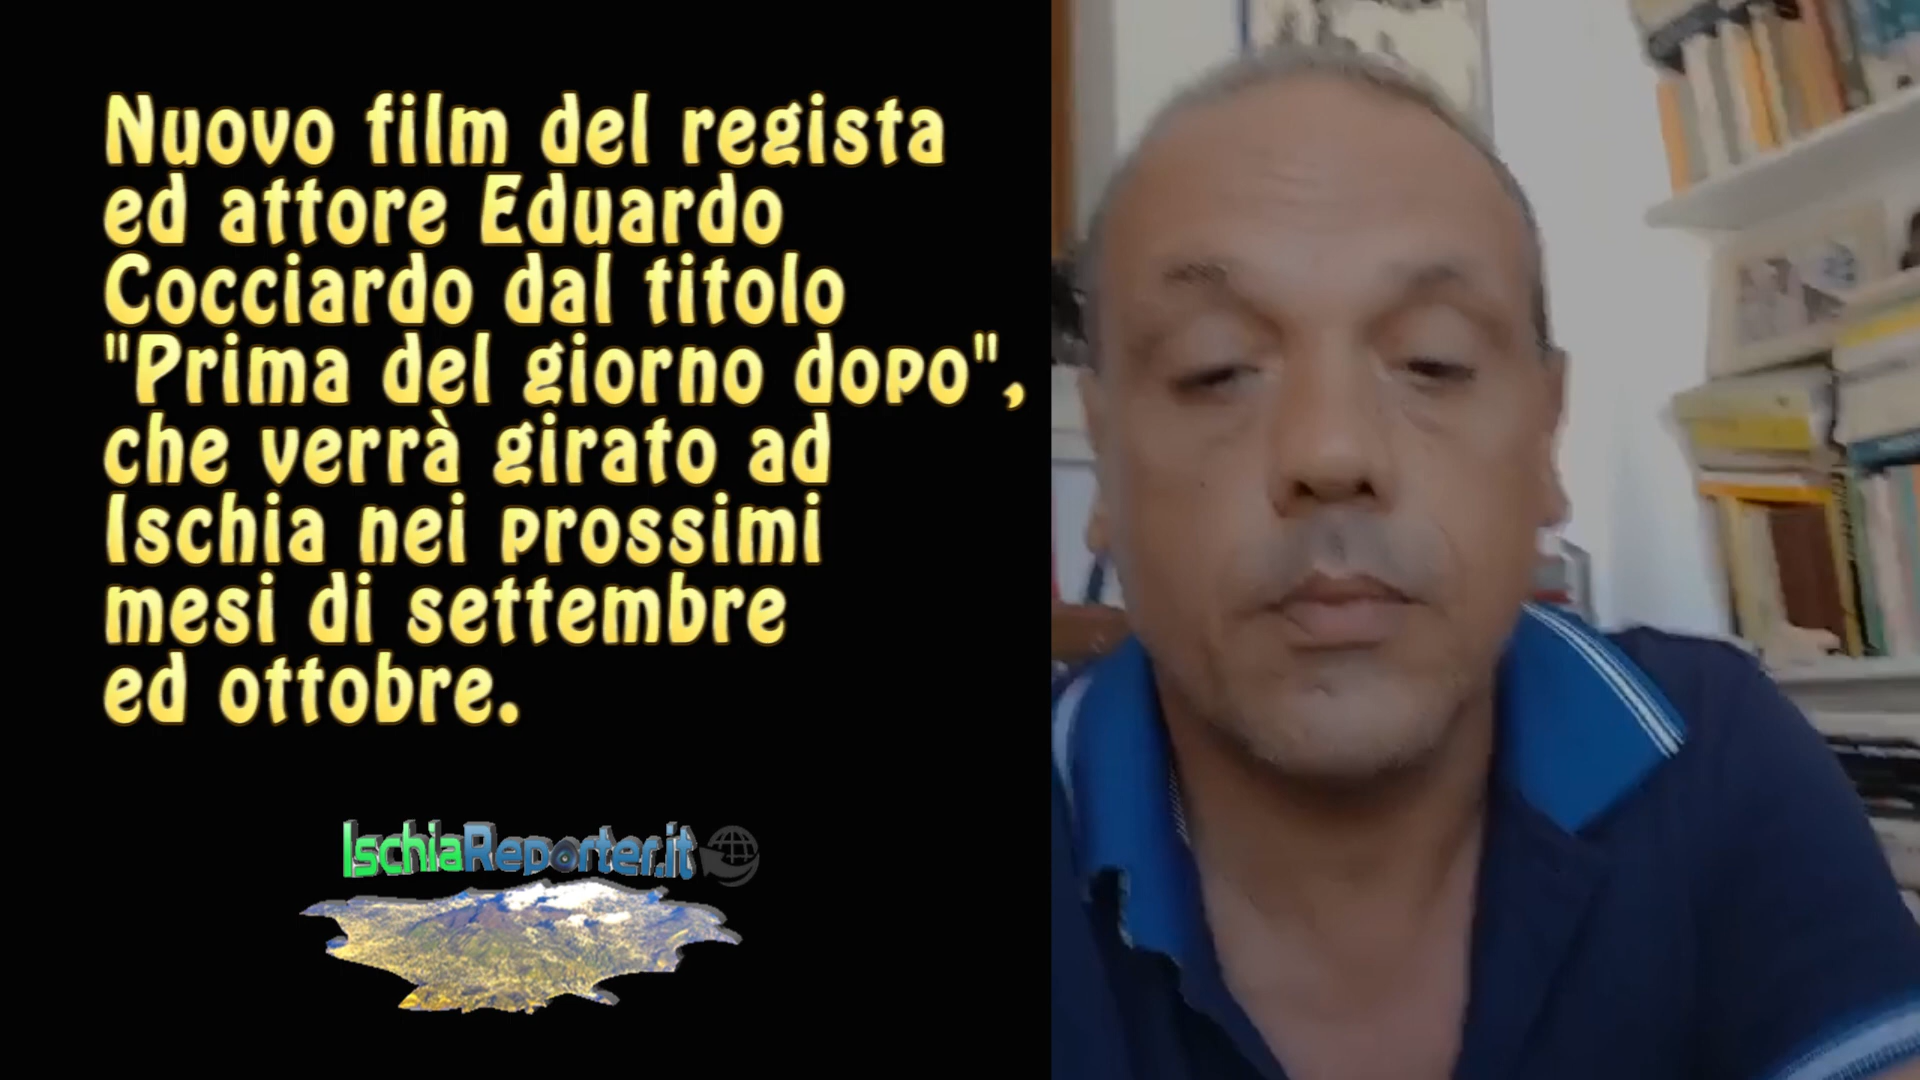 Nuovo film del regista
ed attore Eduardo
Cocciardo dal titolo
"Prima del giorno dopo",
che verrà girato ad
Ischia nei prossimi
mesi di settembre
ed ottobre.
IschiaReporter.it